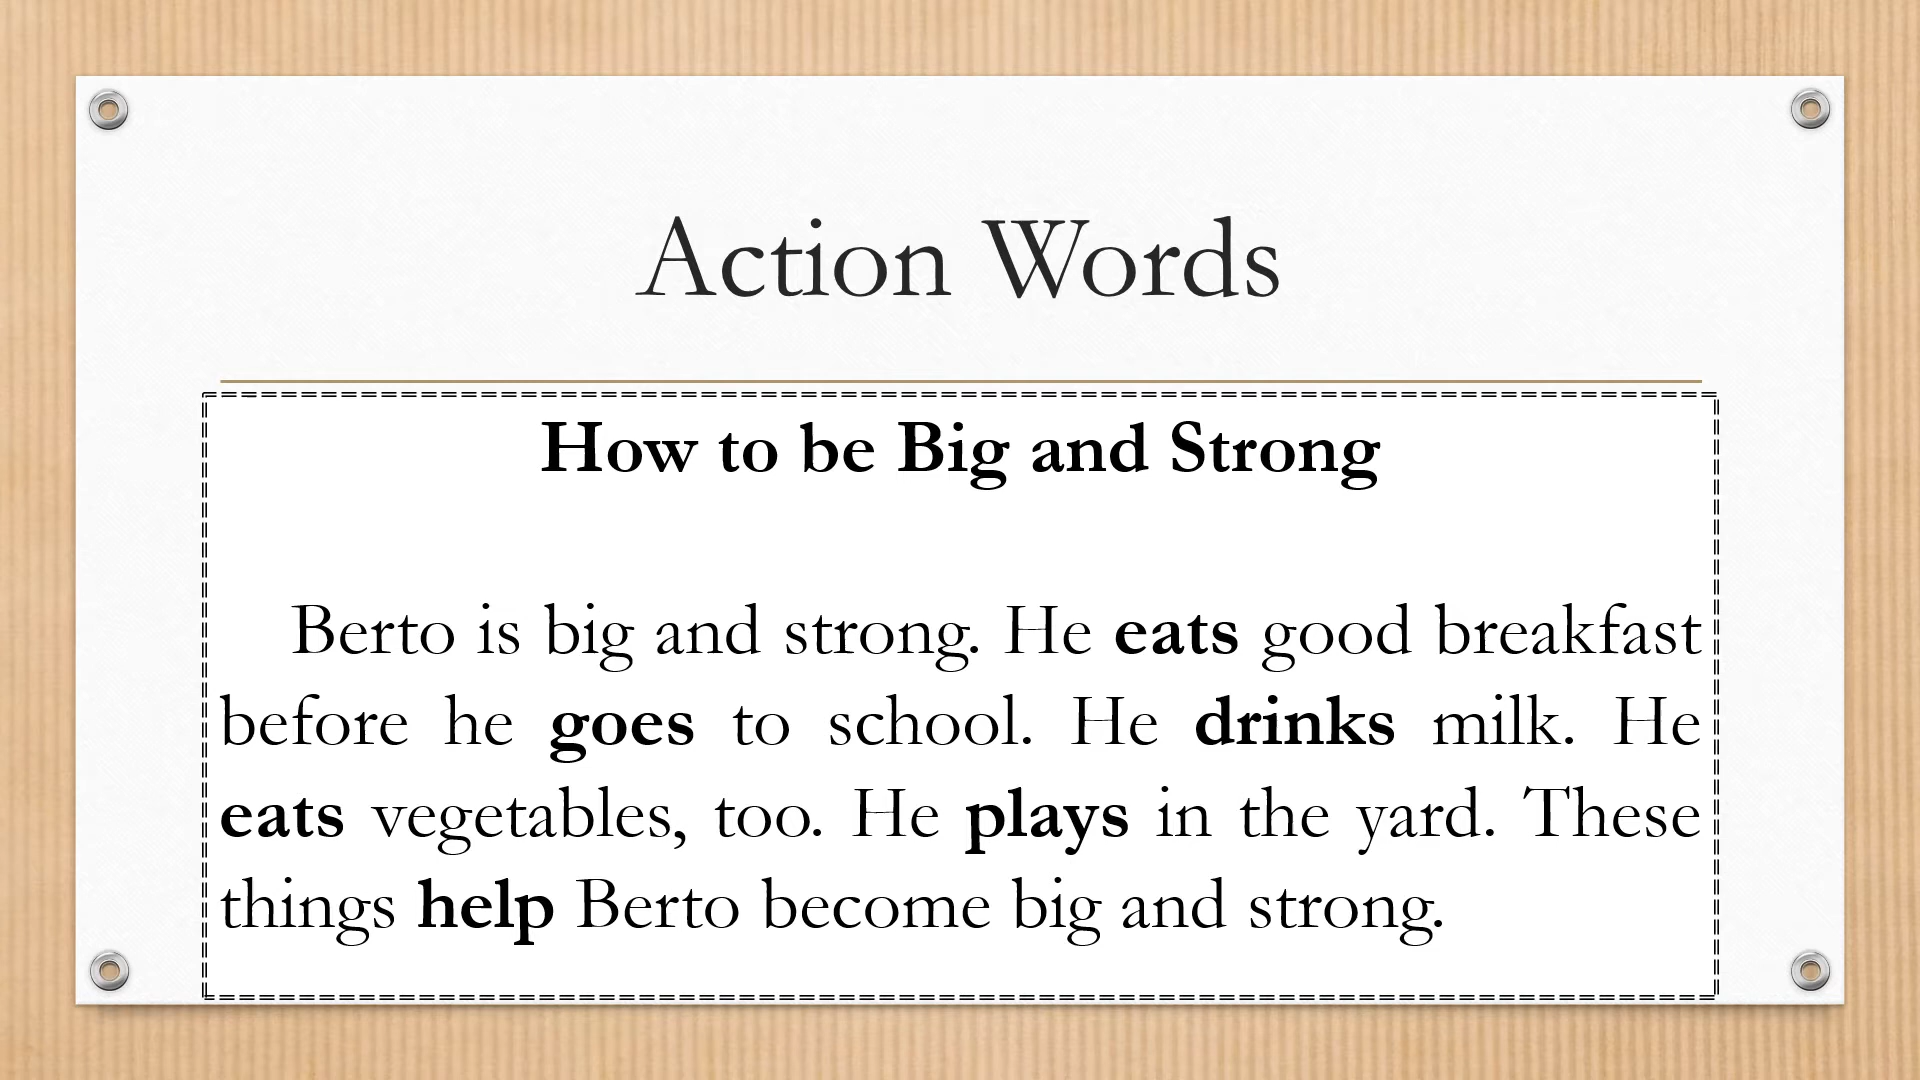 Action Words
How to be Big and Strong
Berto is big and strong. He eats good breakfast
before he goes to school. He drinks milk. He
eats vegetables, too. He plays in the yard. These
things help Berto become big and strong.